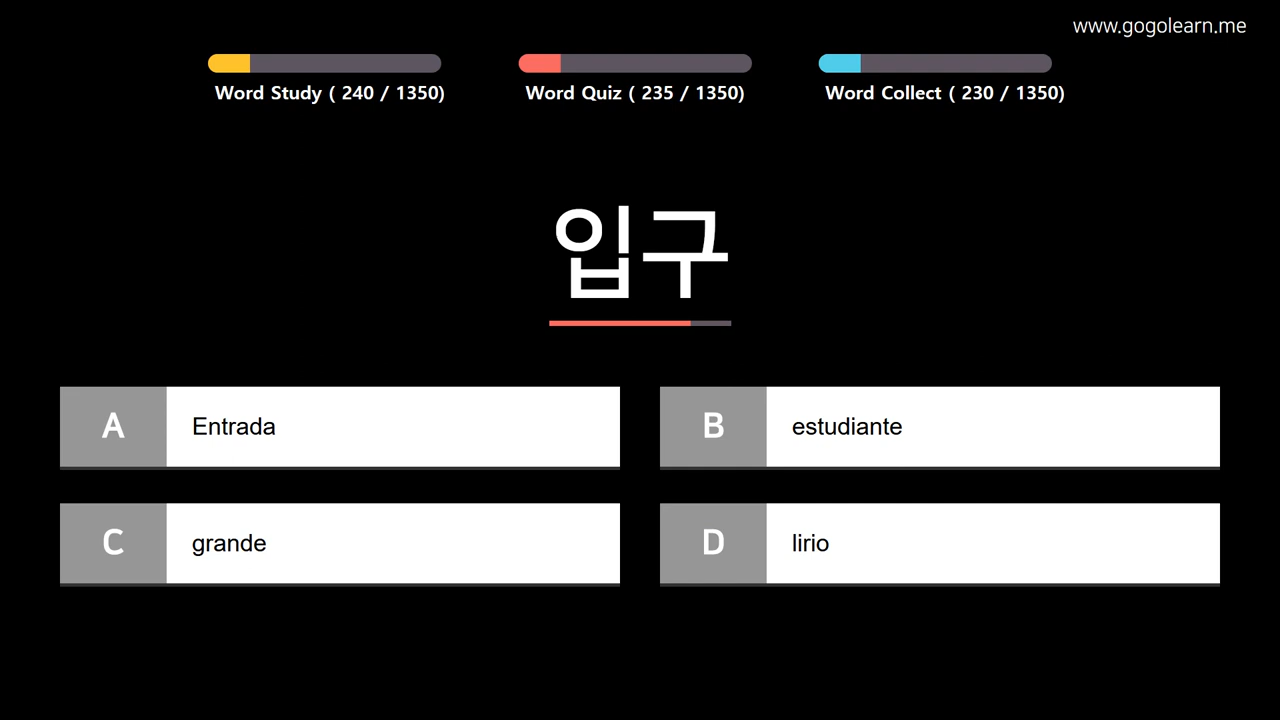 www.gogolearn.me
Word Study ( 240 / 1350)
Word Quiz ( 235 / 1350)
Word Collect ( 230 / 1350)
입구
A Entrada
B estudiante
C grande
D lirio